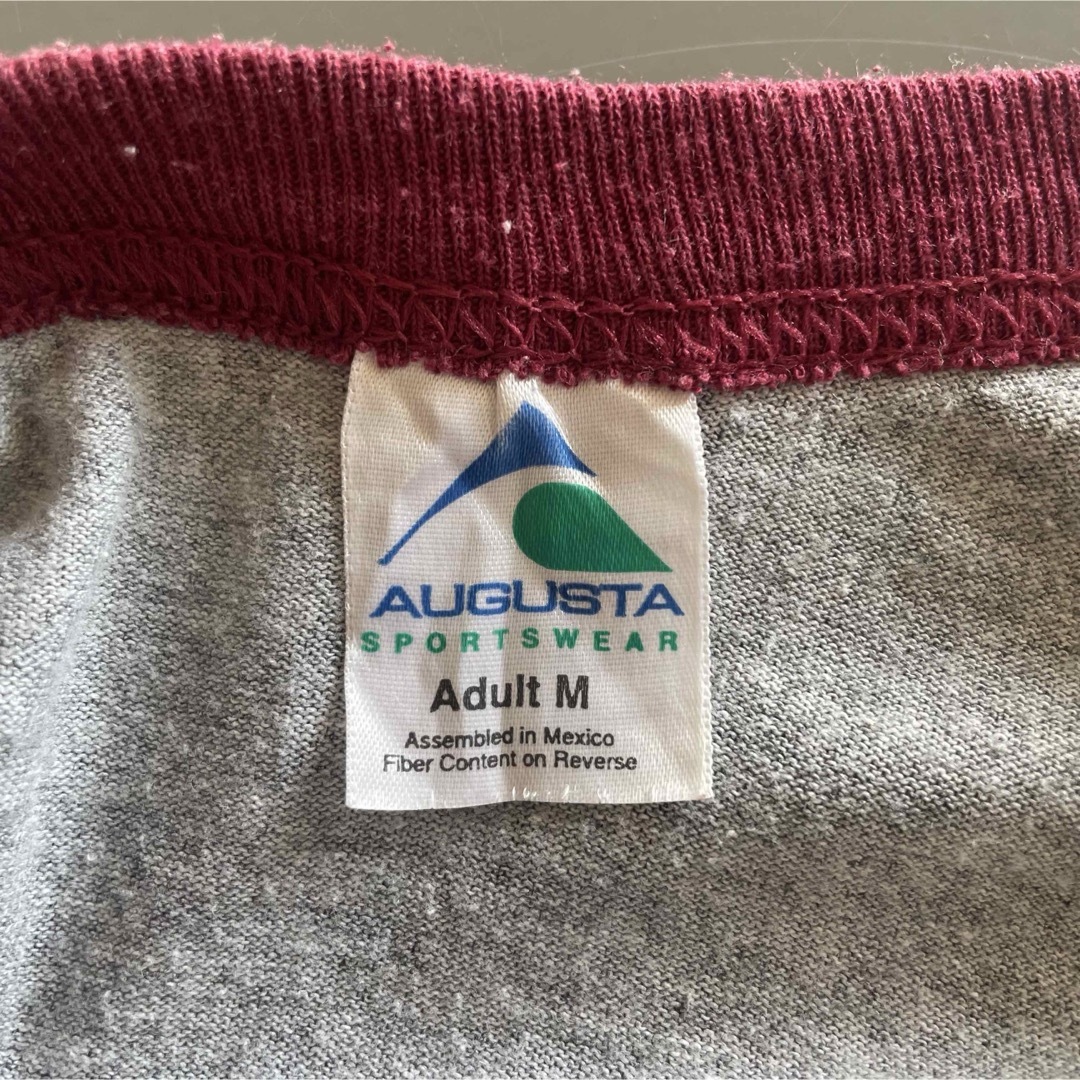 AUGUSTA
SPORTSWEAR
Adult M
Assembled in Mexico
Fiber Content on Reverse